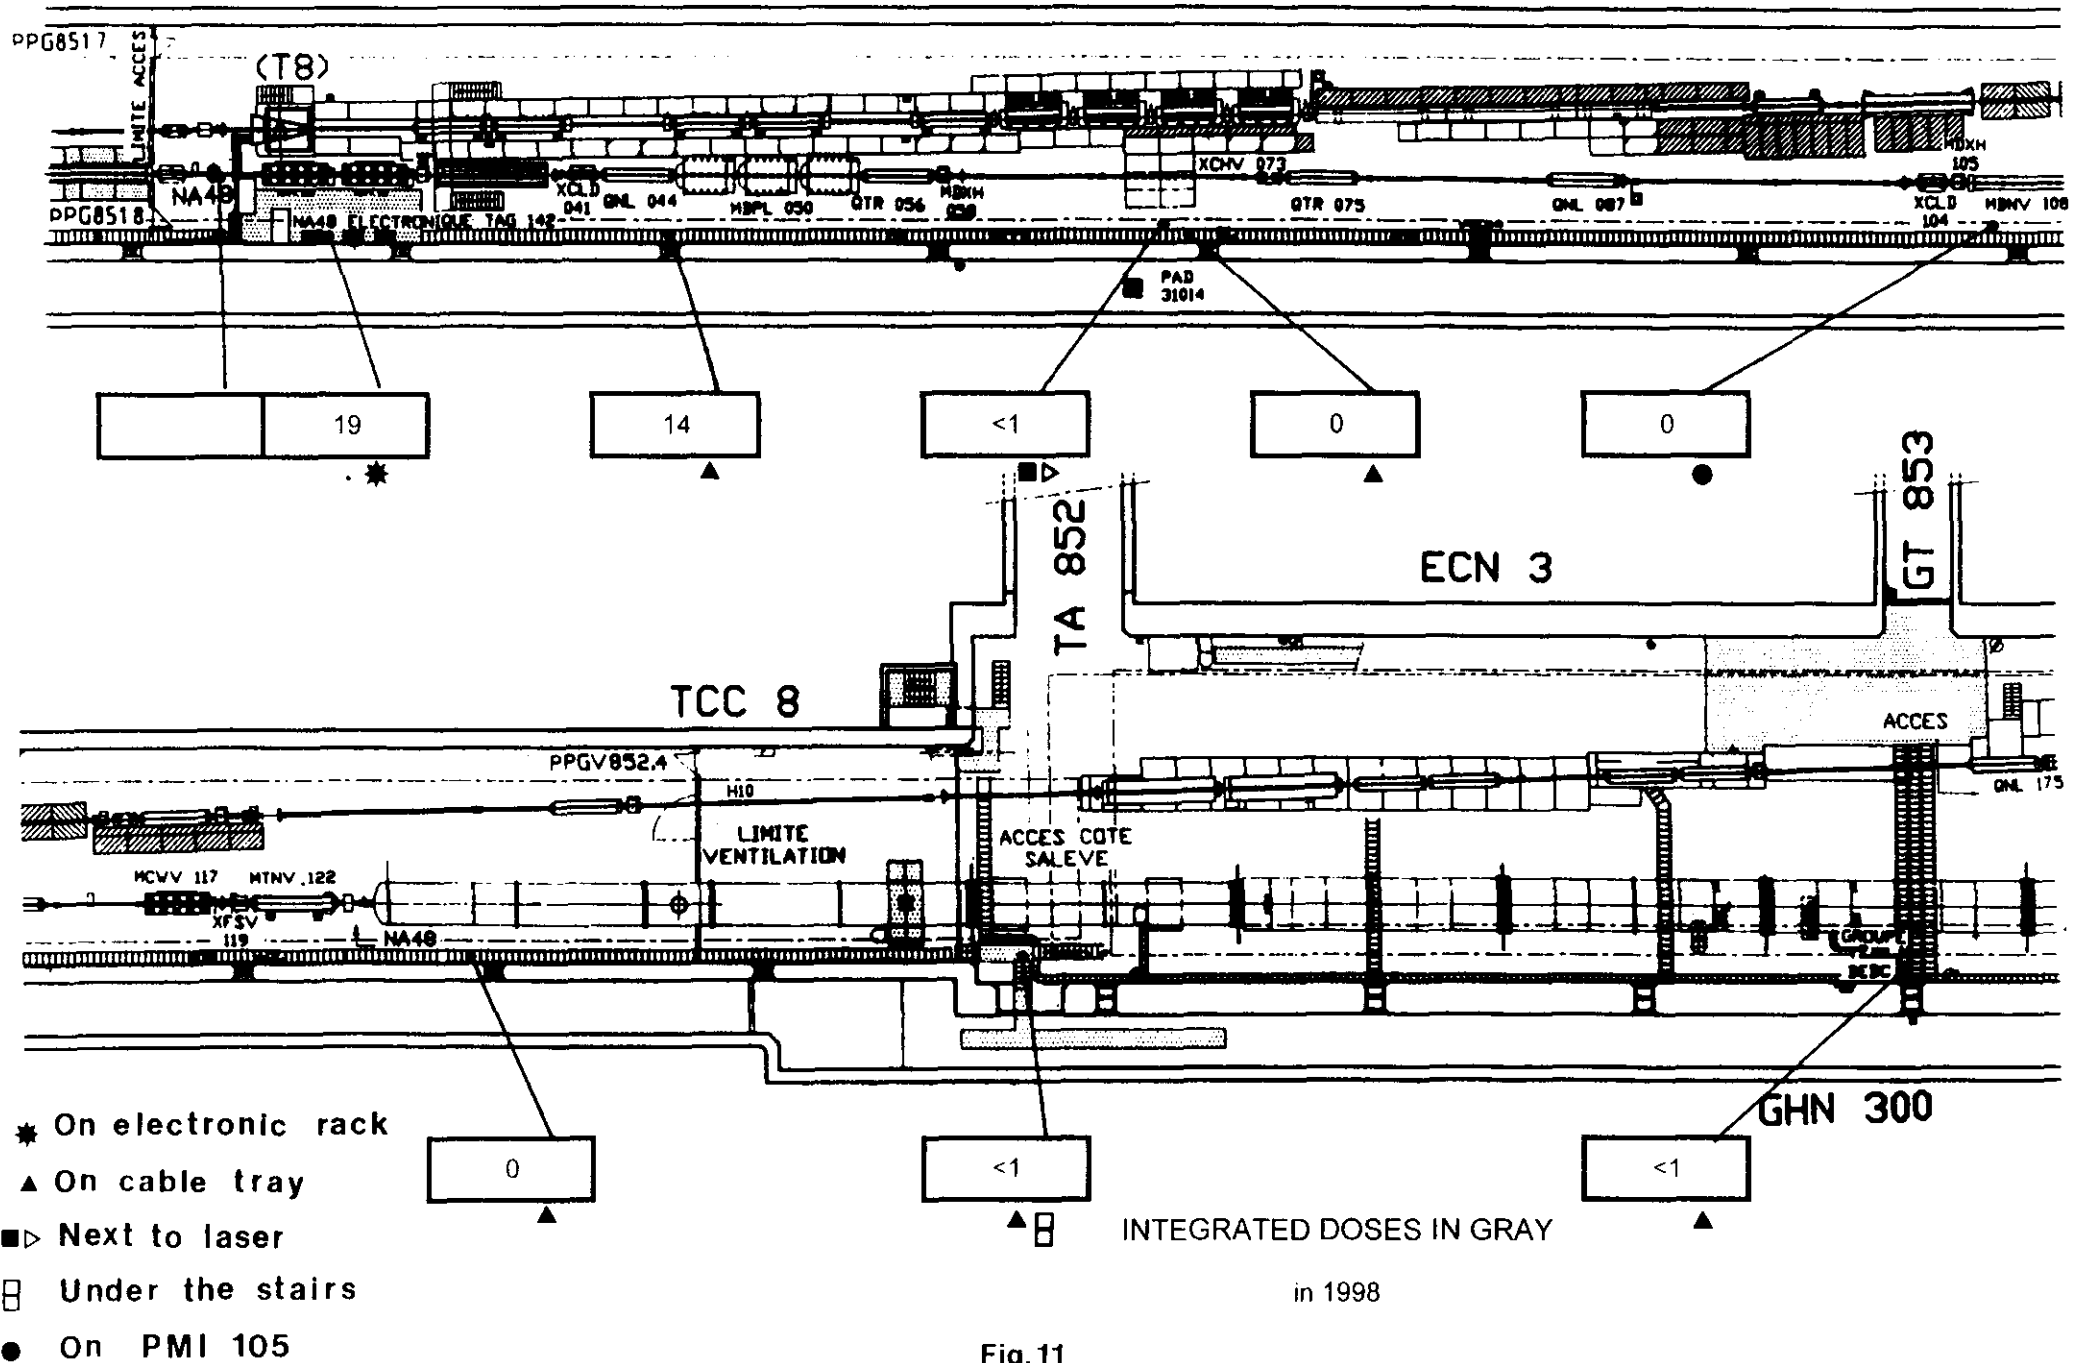 PPG8517
LIMITE ACCES
(T8)
NA48
PPG8518
NA48 ELECTRONIQUE TAG 142
XCLD
041
QNL 044
MBPL 050
QTR 056
MBXH
058
XCHV 073
QTR 075
QNL 087
MDXH
105
XCLD
104
MBNV 108
PAD
31014
19
14
<1
0
0
TA 852
ECN 3
GT 853
TCC 8
ACCES
PPGV852.4
H10
QNL 175
LIMITE
VENTILATION
ACCES COTE
SALEVE
MCWV 117
MTNV 122
XFSV
119
NA48
GROUPE
DEDC
GHN 300
On electronic rack
On cable tray
Next to laser
Under the stairs
On PMI 105
0
<1
<1
INTEGRATED DOSES IN GRAY
in 1998
Fig. 11